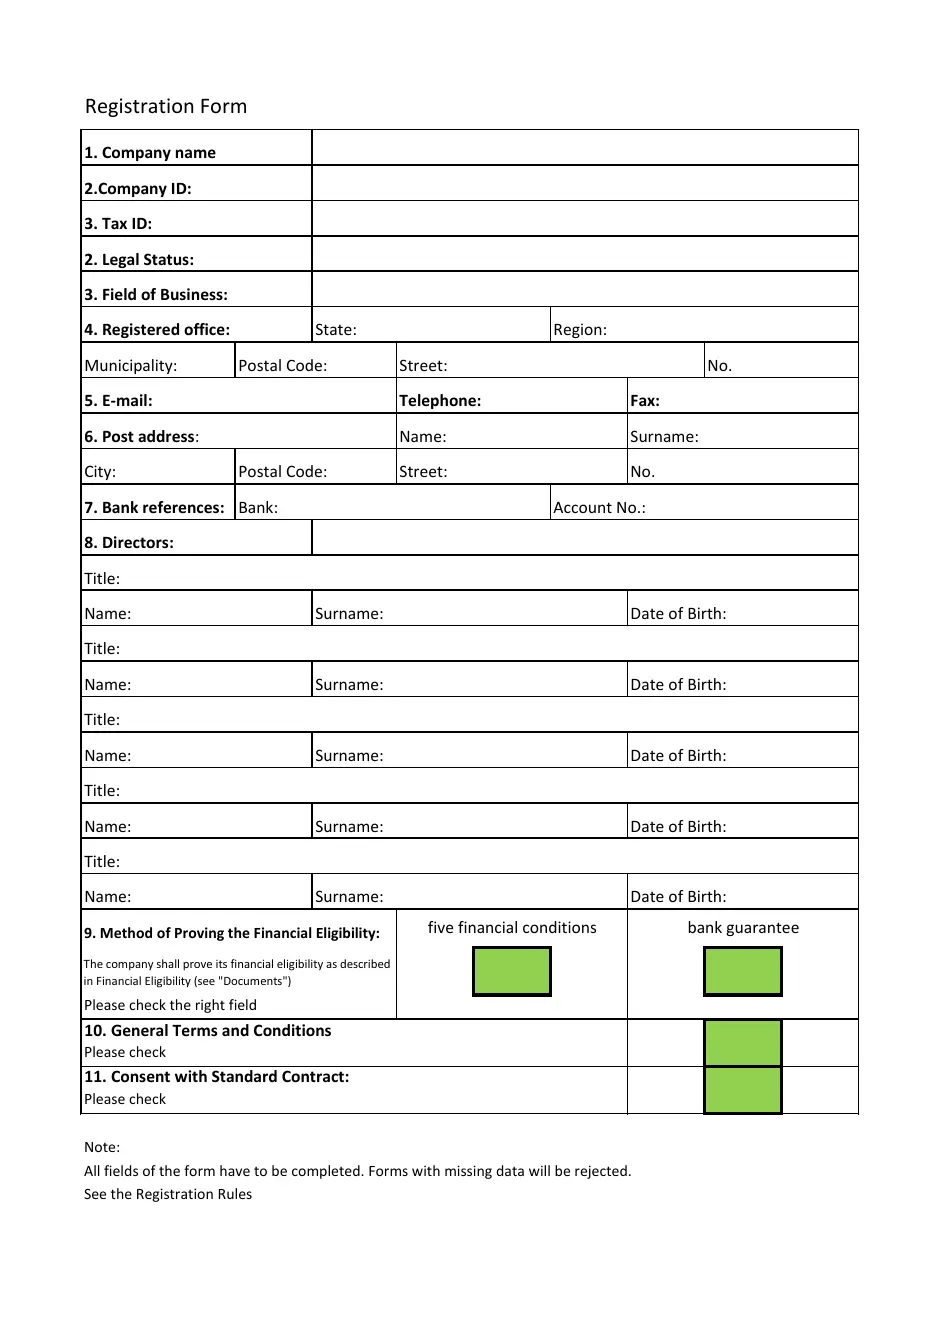 Registration Form
1. Company name
2.Company ID:
3. Tax ID:
2. Legal Status:
3. Field of Business:
4. Registered office: State: Region:
Municipality: Postal Code: Street: No.
5. E-mail: Telephone: Fax:
6. Post address: Name: Surname:
City: Postal Code: Street: No.
7. Bank references: Bank: Account No.:
8. Directors:
Title:
Name: Surname: Date of Birth:
Title:
Name: Surname: Date of Birth:
Title:
Name: Surname: Date of Birth:
Title:
Name: Surname: Date of Birth:
Title:
Name: Surname: Date of Birth:
9. Method of Proving the Financial Eligibility: five financial conditions bank guarantee
The company shall prove its financial eligibility as described
in Financial Eligibility (see "Documents")
Please check the right field
10. General Terms and Conditions
Please check
11. Consent with Standard Contract:
Please check
Note:
All fields of the form have to be completed. Forms with missing data will be rejected.
See the Registration Rules